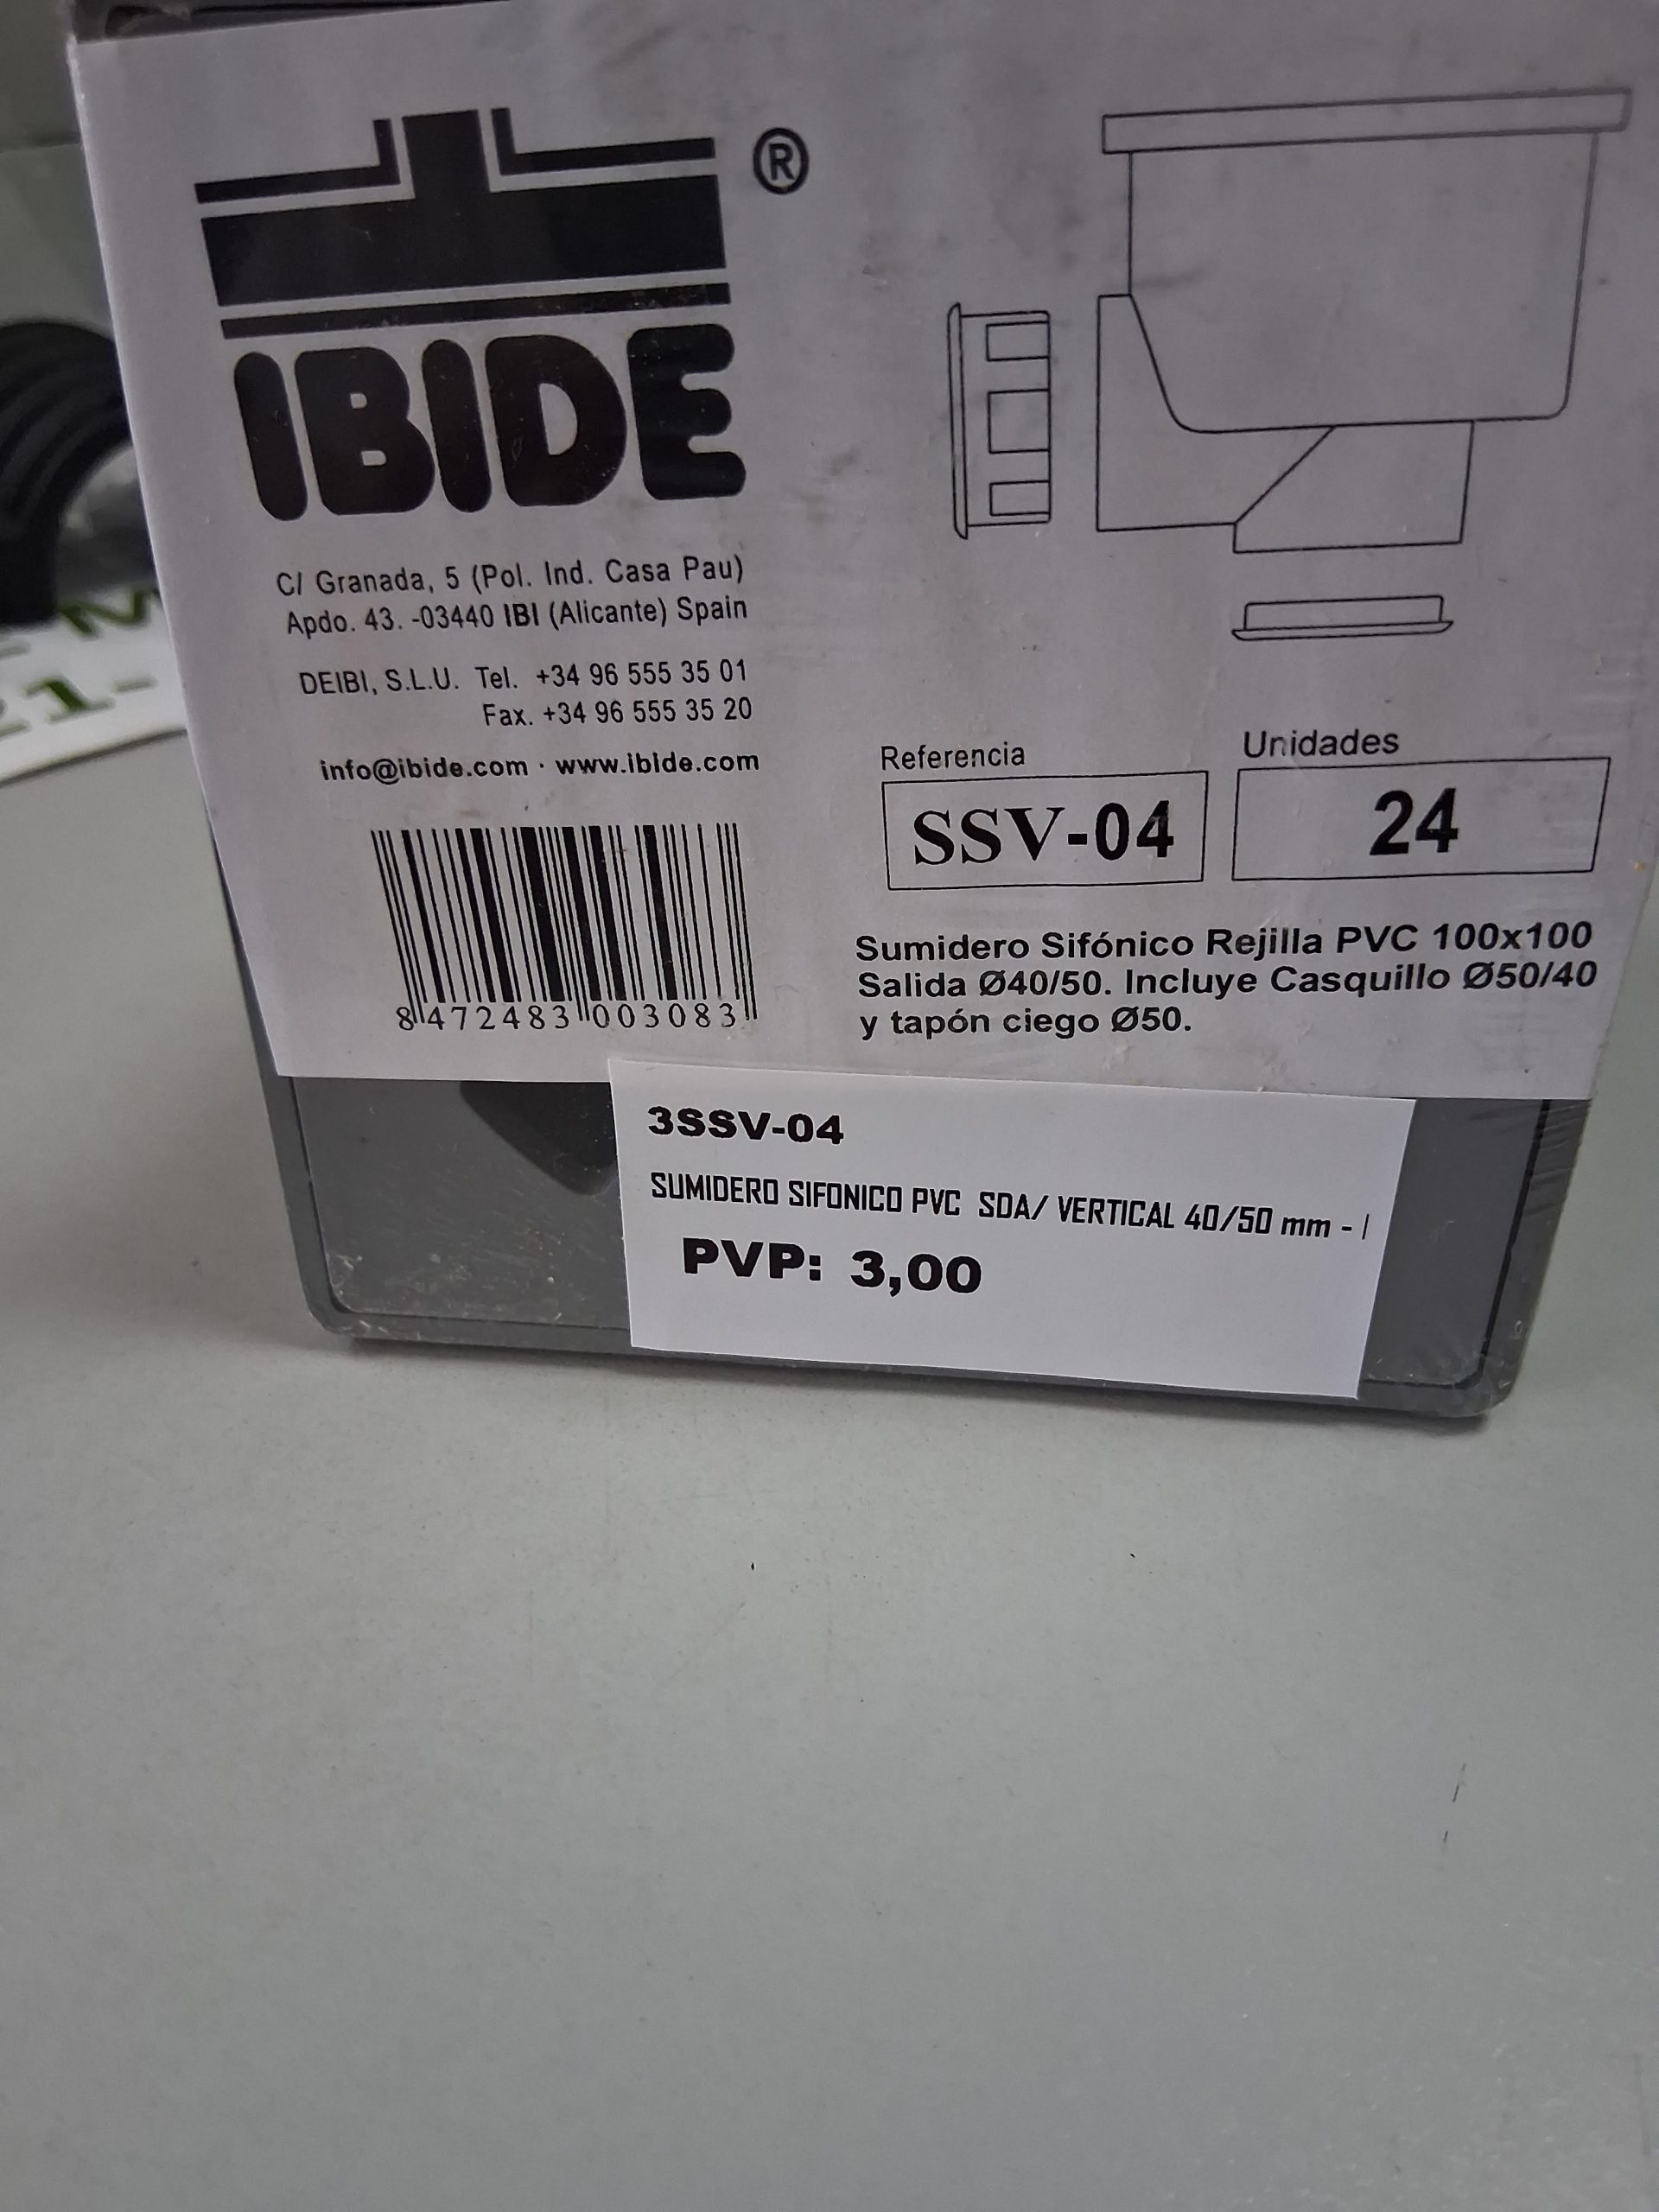 ®
IBIDE
C/ Granada, 5 (Pol. Ind. Casa Pau)
Apdo. 43. -03440 IBI (Alicante) Spain
DEIBI, S.L.U. Tel. +34 96 555 35 01
Fax. +34 96 555 35 20
info@ibide.com · www.ibide.com
8 472483 003083
Referencia
SSV-04
Unidades
24
Sumidero Sifónico Rejilla PVC 100x100
Salida Ø40/50. Incluye Casquillo Ø50/40
y tapón ciego Ø50.
3SSV-04
SUMIDERO SIFONICO PVC SDA/ VERTICAL 40/50 mm -
PVP: 3,00